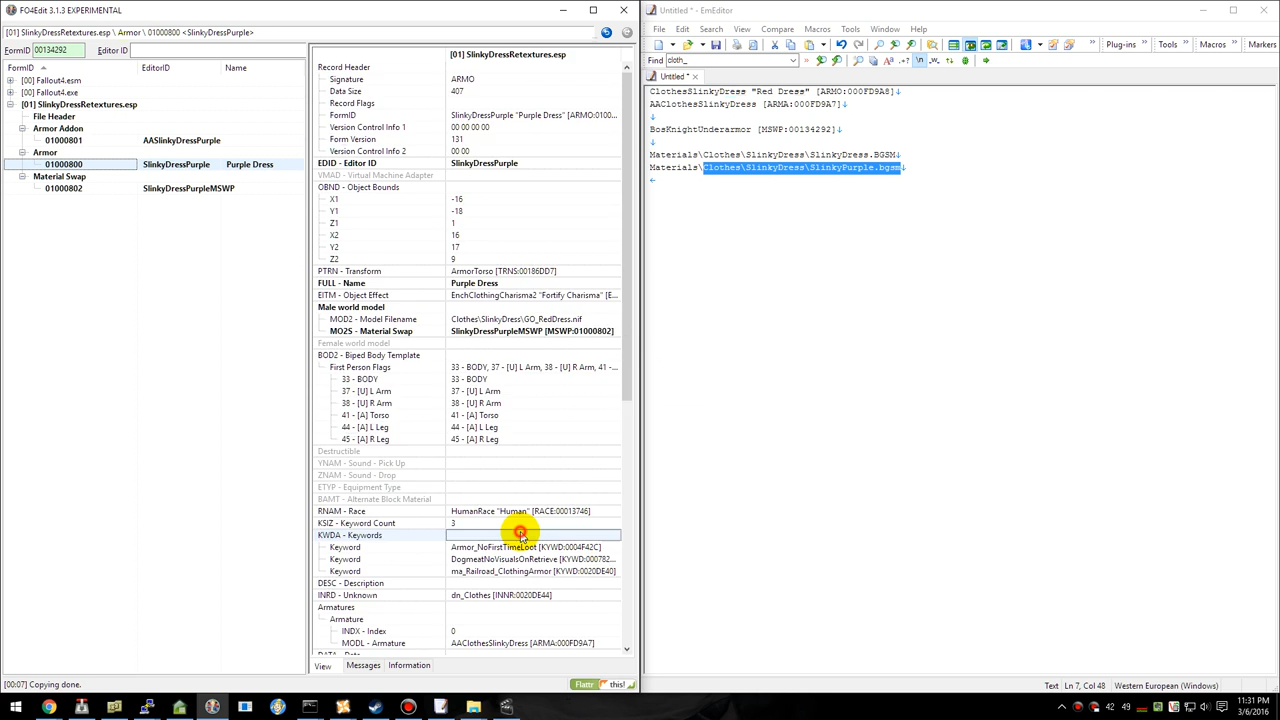 FO4Edit 3.1.3 EXPERIMENTAL
[01] SlinkyDressRetextures.esp \ Armor \ 01000800 <SlinkyDressPurple>
FormID 00134292 Editor ID
FormID EditorID Name
[00] Fallout4.esm
[00] Fallout4.exe
[01] SlinkyDressRetextures.esp
File Header
Armor Addon
01000801 AASlinkyDressPurple
Armor
01000800 SlinkyDressPurple Purple Dress
Material Swap
01000802 SlinkyDressPurpleMSWP
[01] SlinkyDressRetextures.esp
Record Header
Signature ARMO
Data Size 407
Record Flags
FormID SlinkyDressPurple "Purple Dress" [ARMO:0100...
Version Control Info 1 00 00 00 00
Form Version 131
Version Control Info 2 00 00
EDID - Editor ID SlinkyDressPurple
VMAD - Virtual Machine Adapter
OBND - Object Bounds
X1 -16
Y1 -18
Z1 1
X2 16
Y2 17
Z2 9
PTRN - Transform ArmorTorso [TRNS:00186DD7]
FULL - Name Purple Dress
EITM - Object Effect EnchClothingCharisma2 "Fortify Charisma" [E...
Male world model
MOD2 - Model Filename Clothes\SlinkyDress\GO_RedDress.nif
MO2S - Material Swap SlinkyDressPurpleMSWP [MSWP:01000802]
Female world model
BOD2 - Biped Body Template
First Person Flags 33 - BODY, 37 - [U] L Arm, 38 - [U] R Arm, 41 -...
33 - BODY 33 - BODY
37 - [U] L Arm 37 - [U] L Arm
38 - [U] R Arm 38 - [U] R Arm
41 - [A] Torso 41 - [A] Torso
44 - [A] L Leg 44 - [A] L Leg
45 - [A] R Leg 45 - [A] R Leg
Destructible
YNAM - Sound - Pick Up
ZNAM - Sound - Drop
ETYP - Equipment Type
BAMT - Alternate Block Material
RNAM - Race HumanRace "Human" [RACE:00013746]
KSIZ - Keyword Count 3
KWDA - Keywords
Keyword Armor_NoFirstTimeLoot [KYWD:0004F42C]
Keyword DogmeatNoVisualsOnRetrieve [KYWD:000782...
Keyword ma_Railroad_ClothingArmor [KYWD:0020DE40]
DESC - Description
INRD - Unknown dn_Clothes [INNR:0020DE44]
Armatures
Armature
INDX - Index 0
MODL - Armature AAClothesSlinkyDress [ARMA:000FD9A7]
View Messages Information
[00:07] Copying done.
Flattr this!
Untitled * - EmEditor
File Edit Search View Compare Macros Tools Window Help
Plug-ins Tools Macros Markers
Find cloth_
Untitled *
ClothesSlinkyDress "Red Dress" [ARMO:000FD9A8]
AAClothesSlinkyDress [ARMA:000FD9A7]
BosKnightUnderarmor [MSWP:00134292]
Materials\Clothes\SlinkyDress\SlinkyDress.BGSM
Materials\Clothes\SlinkyDress\SlinkyPurple.bgsm
Text Ln 7, Col 48 Western European (Windows)
42 49
11:31 PM
3/6/2016